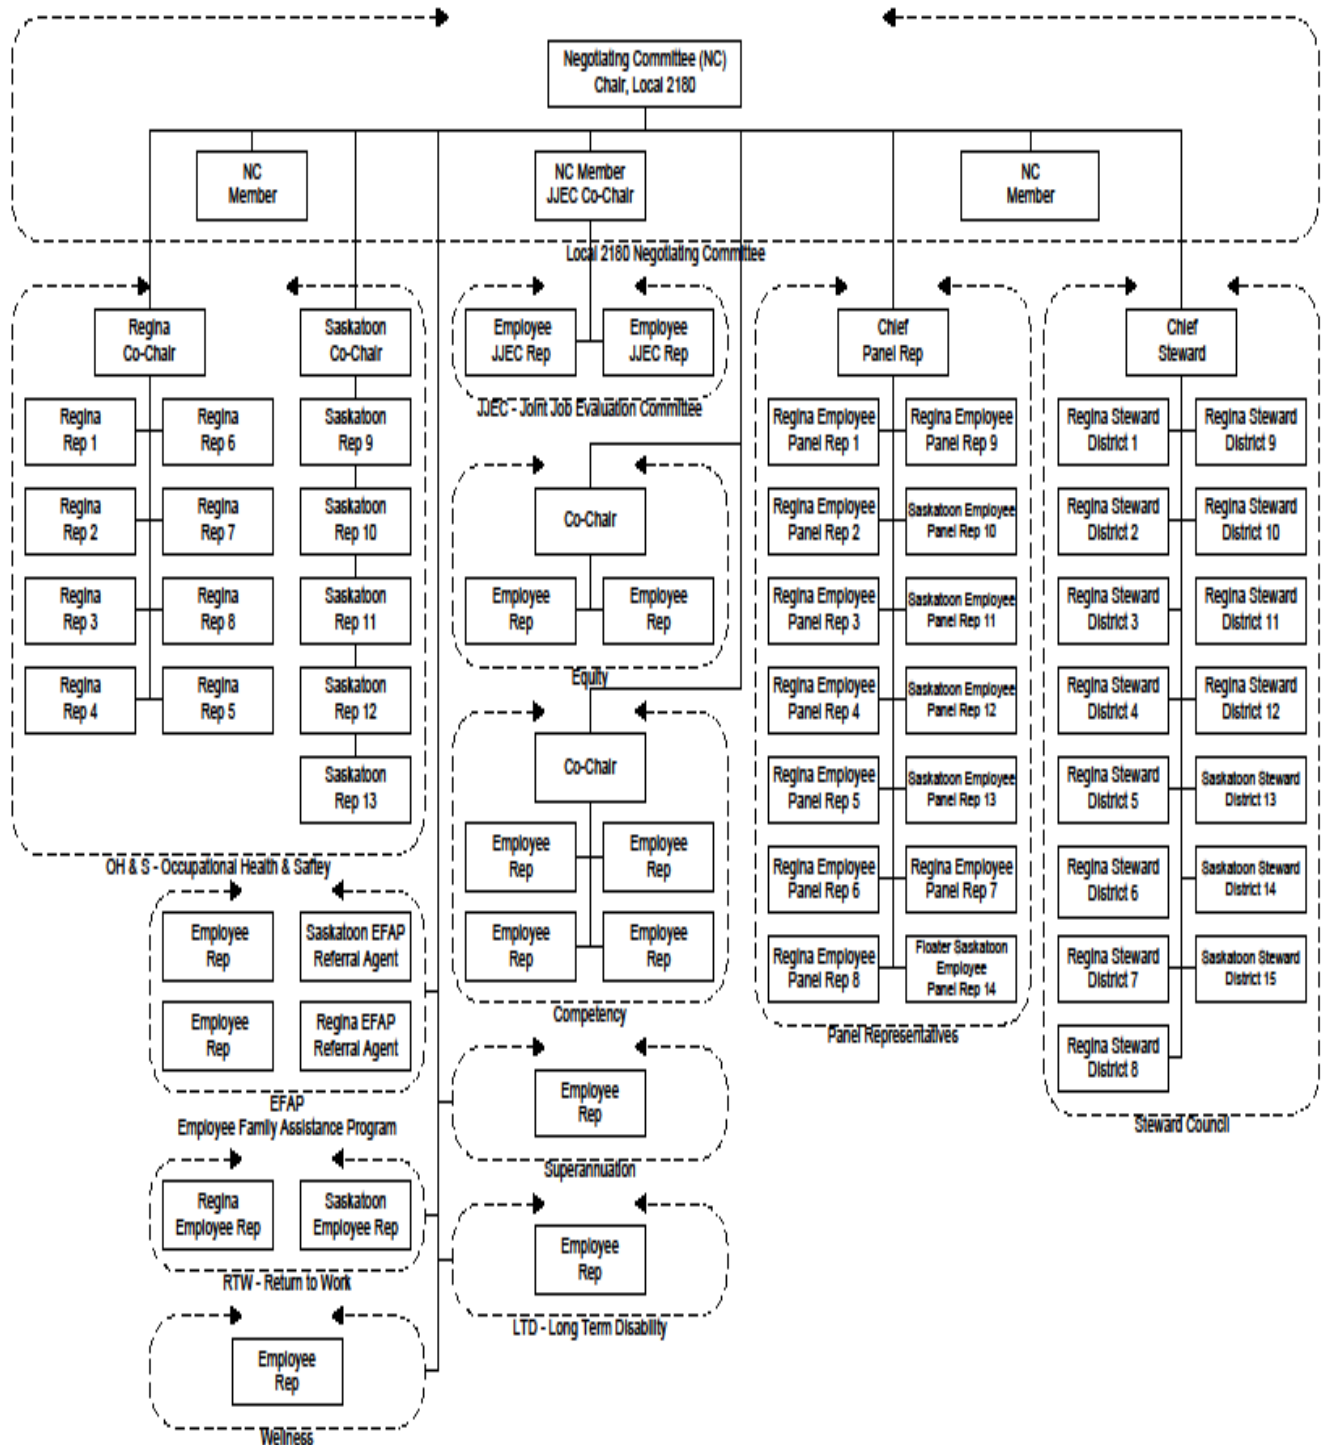 Negotiating Committee (NC)
Chair, Local 2180
NC
Member
NC Member
JJEC Co-Chair
NC
Member
Local 2180 Negotiating Committee
Regina
Co-Chair
Saskatoon
Co-Chair
Regina
Rep 1
Regina
Rep 6
Saskatoon
Rep 9
Regina
Rep 2
Regina
Rep 7
Saskatoon
Rep 10
Regina
Rep 3
Regina
Rep 8
Saskatoon
Rep 11
Regina
Rep 4
Regina
Rep 5
Saskatoon
Rep 12
Saskatoon
Rep 13
OH & S - Occupational Health & Saftey
Employee
Rep
Saskatoon EFAP
Referral Agent
Employee
Rep
Regina EFAP
Referral Agent
EFAP
Employee Family Assistance Program
Regina
Employee Rep
Saskatoon
Employee Rep
RTW - Return to Work
Employee
Rep
Wellness
Employee
JJEC Rep
Employee
JJEC Rep
JJEC - Joint Job Evaluation Committee
Co-Chair
Employee
Rep
Employee
Rep
Equity
Co-Chair
Employee
Rep
Employee
Rep
Employee
Rep
Employee
Rep
Competency
Employee
Rep
Superannuation
Employee
Rep
LTD - Long Term Disability
Chief
Panel Rep
Regina Employee
Panel Rep 1
Regina Employee
Panel Rep 9
Regina Employee
Panel Rep 2
Saskatoon Employee
Panel Rep 10
Regina Employee
Panel Rep 3
Saskatoon Employee
Panel Rep 11
Regina Employee
Panel Rep 4
Saskatoon Employee
Panel Rep 12
Regina Employee
Panel Rep 5
Saskatoon Employee
Panel Rep 13
Regina Employee
Panel Rep 6
Regina Employee
Panel Rep 7
Regina Employee
Panel Rep 8
Floater Saskatoon
Employee
Panel Rep 14
Panel Representatives
Chief
Steward
Regina Steward
District 1
Regina Steward
District 9
Regina Steward
District 2
Regina Steward
District 10
Regina Steward
District 3
Regina Steward
District 11
Regina Steward
District 4
Regina Steward
District 12
Regina Steward
District 5
Saskatoon Steward
District 13
Regina Steward
District 6
Saskatoon Steward
District 14
Regina Steward
District 7
Saskatoon Steward
District 15
Regina Steward
District 8
Steward Council